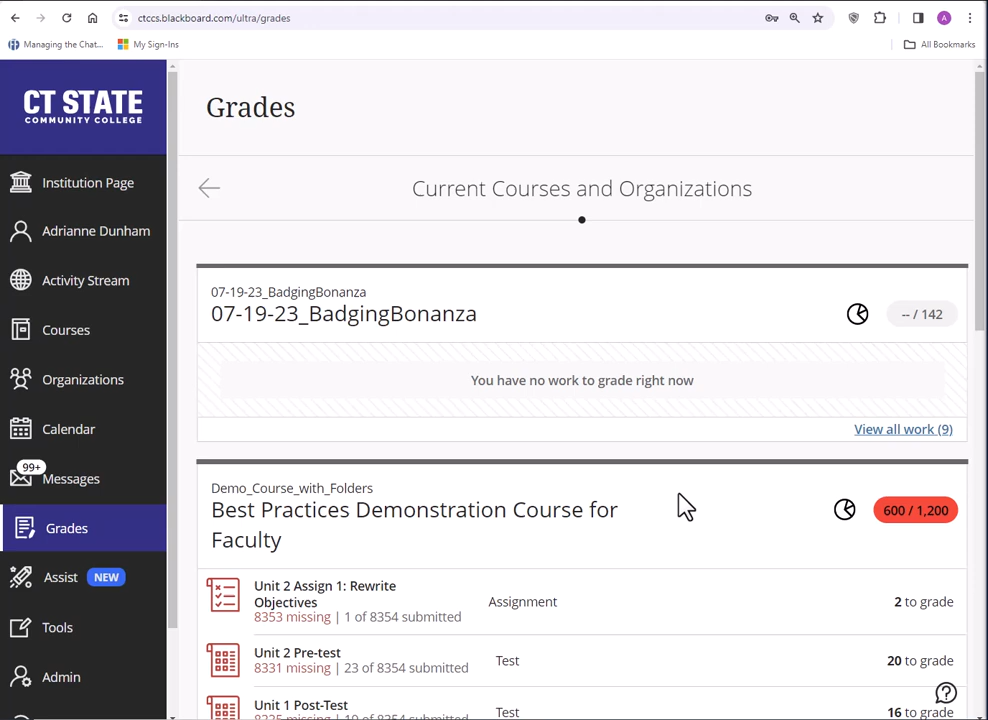 ctccs.blackboard.com/ultra/grades
A
Managing the Chat...
My Sign-Ins
All Bookmarks
CT STATE
COMMUNITY COLLEGE
Institution Page
Adrianne Dunham
Activity Stream
Courses
Organizations
Calendar
99+
Messages
Grades
Assist NEW
Tools
Admin
Grades
Current Courses and Organizations
07-19-23_BadgingBonanza
07-19-23_BadgingBonanza
-- / 142
You have no work to grade right now
View all work (9)
Demo_Course_with_Folders
Best Practices Demonstration Course for
Faculty
600 / 1,200
Unit 2 Assign 1: Rewrite
Objectives
8353 missing | 1 of 8354 submitted
Assignment
2 to grade
Unit 2 Pre-test
8331 missing | 23 of 8354 submitted
Test
20 to grade
Unit 1 Post-Test
Test
16 to grade